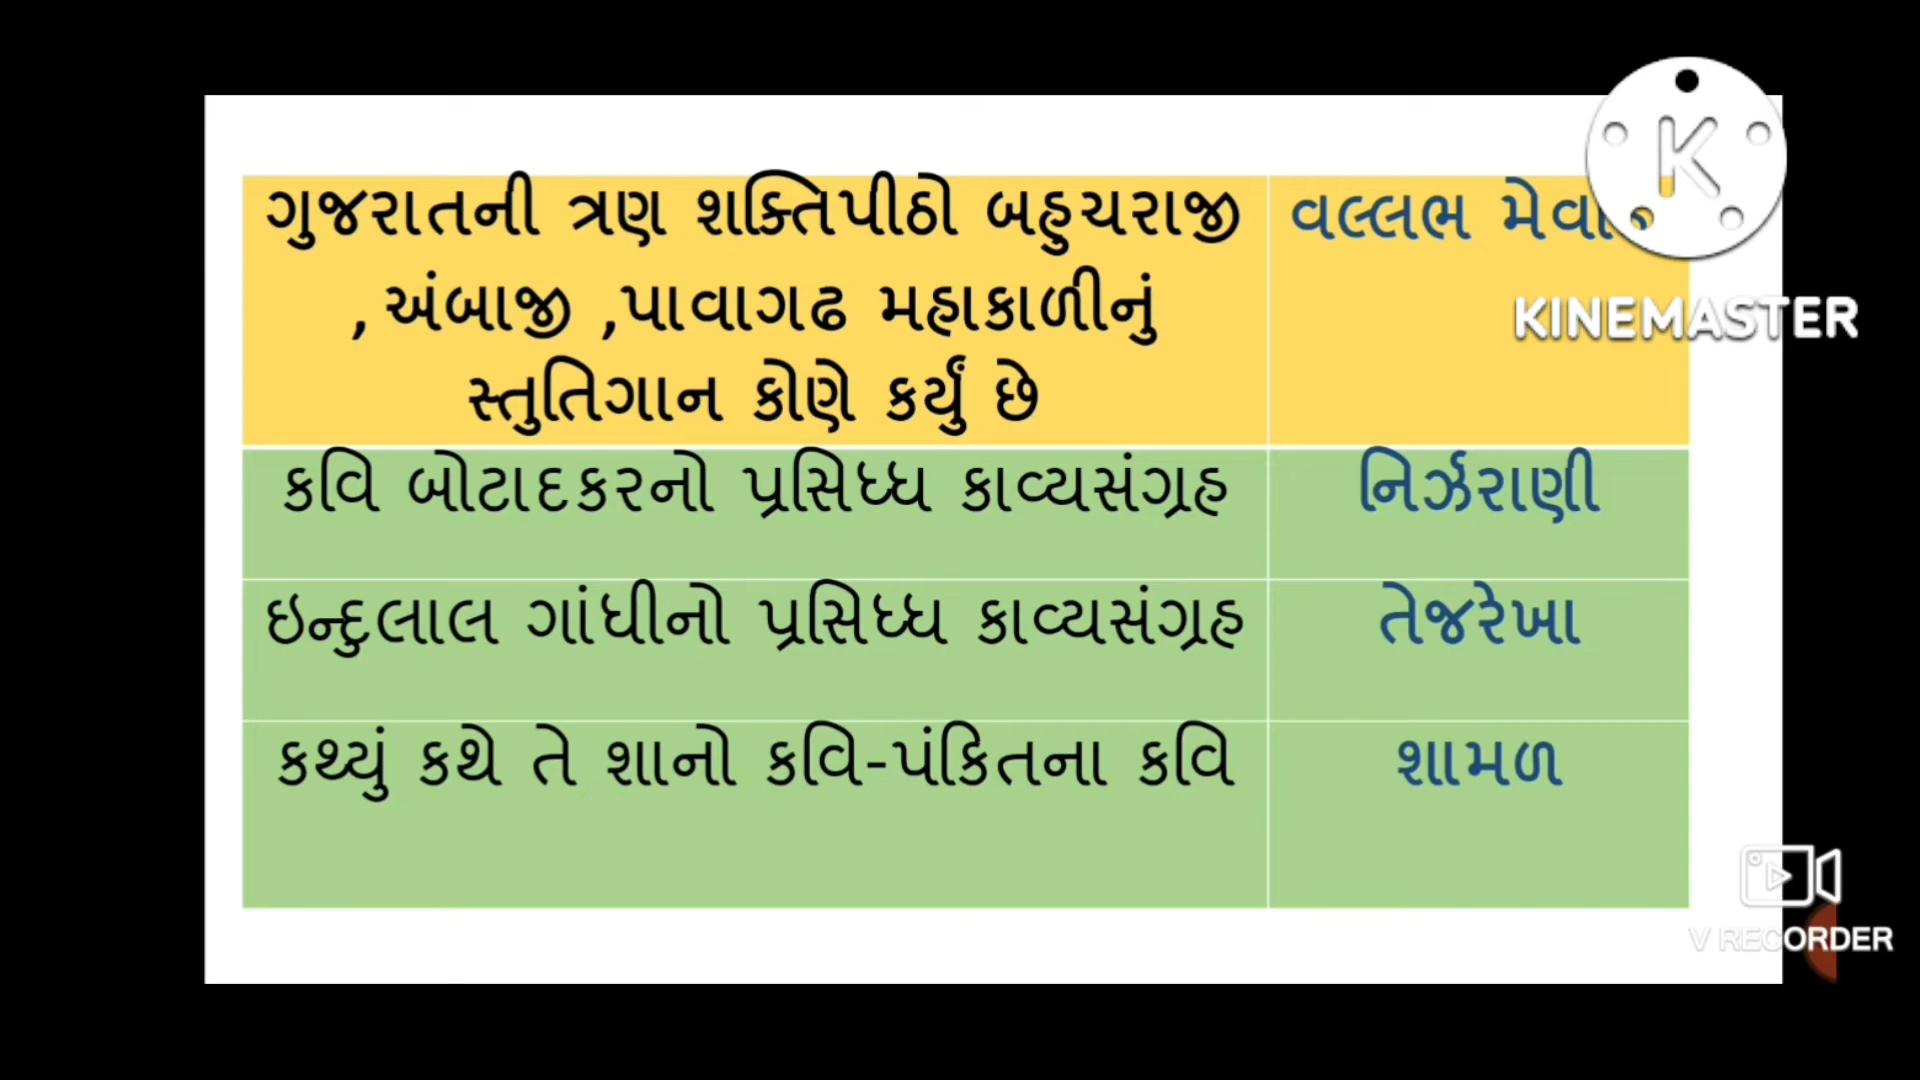 ગુજરાતની ત્રણ શક્તિપીઠો બહુચરાજી
, અંબાજી ,પાવાગઢ મહાકાળીનું
સ્તુતિગાન કોણે કર્યું છે
વલ્લભ
KINEMASTER
કવિ બોટાદકરનો પ્રસિધ્ધ કાવ્યસંગ્રહ
નિર્ઝરાણી
ઇન્દુલાલ ગાંધીનો પ્રસિધ્ધ કાવ્યસંગ્રહ
તેજરેખા
કથ્યું કથે તે શાનો કવિ-પંકિતના કવિ
શામળ
V RECORDER